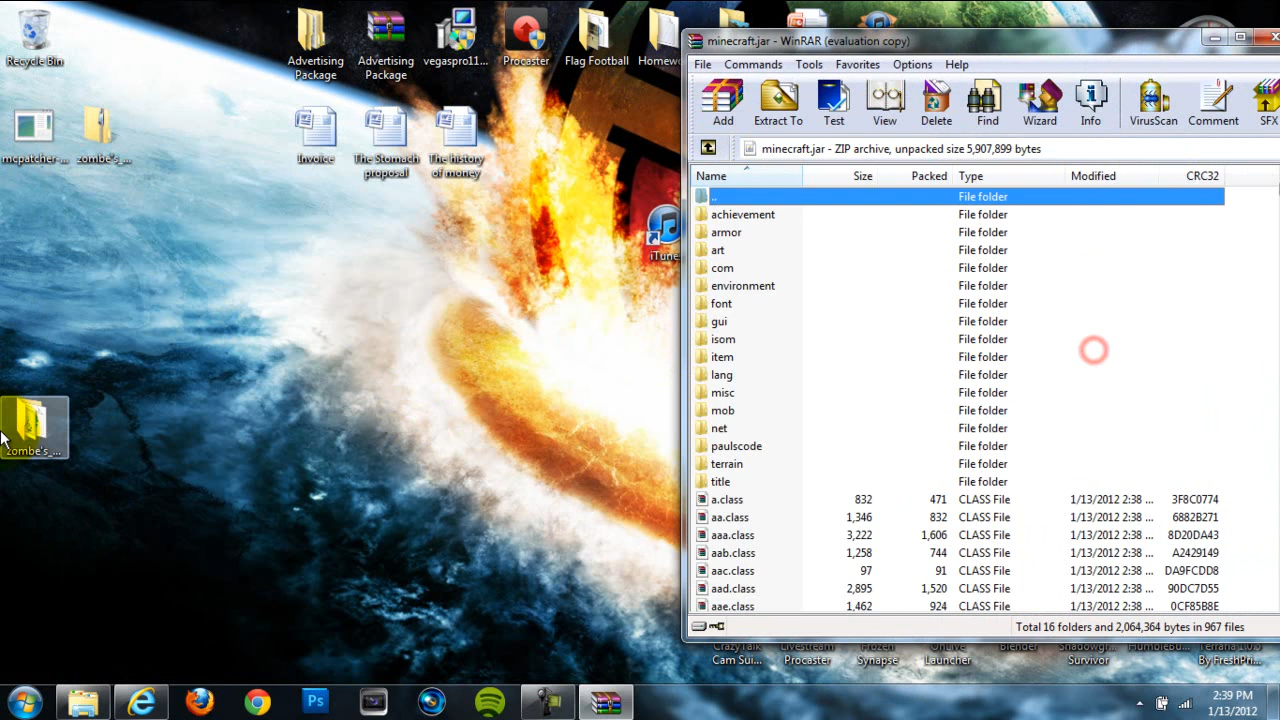 Recycle Bin
Advertising Package
Advertising Package
vegaspro11...
Procaster
Flag Football
Homew
mcpatcher-...
zombe's_...
Invoice
The Stomach proposal
The history of money
iTune
zombe's_...
minecraft.jar - WinRAR (evaluation copy)
File Commands Tools Favorites Options Help
Add Extract To Test View Delete Find Wizard Info VirusScan Comment SFX
minecraft.jar - ZIP archive, unpacked size 5,907,899 bytes
Name Size Packed Type Modified CRC32
.. File folder
achievement File folder
armor File folder
art File folder
com File folder
environment File folder
font File folder
gui File folder
isom File folder
item File folder
lang File folder
misc File folder
mob File folder
net File folder
paulscode File folder
terrain File folder
title File folder
a.class 832 471 CLASS File 1/13/2012 2:38 ... 3F8C0774
aa.class 1,346 832 CLASS File 1/13/2012 2:38 ... 6882B271
aaa.class 3,222 1,606 CLASS File 1/13/2012 2:38 ... 8D20DA43
aab.class 1,258 744 CLASS File 1/13/2012 2:38 ... A2429149
aac.class 97 91 CLASS File 1/13/2012 2:38 ... DA9FCDD8
aad.class 2,895 1,520 CLASS File 1/13/2012 2:38 ... 90DC7D55
aae.class 1,462 924 CLASS File 1/13/2012 2:38 ... 0CF85B8E
Total 16 folders and 2,064,364 bytes in 967 files
CrazyTalk Cam Sui...
Livestream Procaster
Frozen Synapse
OnLive Launcher
Blender
Shadowgr... Survivor
HumbleBu...
Terraria 1.0.6 By FreshPh...
Ps
2:39 PM
1/13/2012